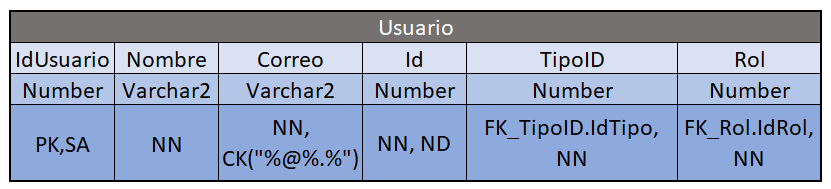 Usuario
IdUsuario Nombre Correo Id TipoID Rol
Number Varchar2 Varchar2 Number Number Number
PK,SA NN NN, CK("%@%.%") NN, ND FK_TipoID.IdTipo, NN FK_Rol.IdRol, NN